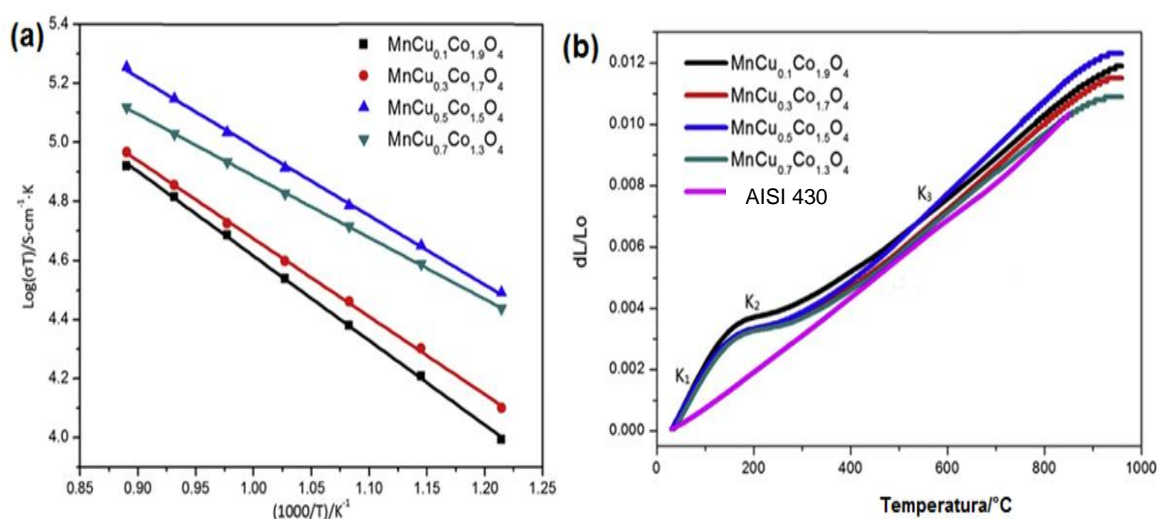 (a)
5.4
5.2
5.0
4.8
4.6
4.4
4.2
4.0
Log(σT)/S·cm⁻¹·K
MnCu₀.₁Co₁.₉O₄
MnCu₀.₃Co₁.₇O₄
MnCu₀.₅Co₁.₅O₄
MnCu₀.₇Co₁.₃O₄
0.85 0.90 0.95 1.00 1.05 1.10 1.15 1.20 1.25
(1000/T)/K⁻¹
(b)
0.012
0.010
0.008
0.006
0.004
0.002
0.000
dL/Lo
MnCu₀.₁Co₁.₉O₄
MnCu₀.₃Co₁.₇O₄
MnCu₀.₅Co₁.₅O₄
MnCu₀.₇Co₁.₃O₄
AISI 430
K₃
K₂
K₁
0 200 400 600 800 1000
Temperatura/°C